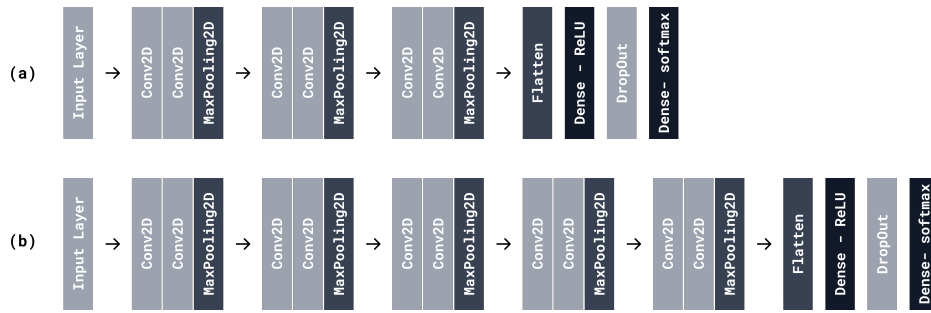 (a)
Input Layer
Conv2D
Conv2D
MaxPooling2D
Conv2D
Conv2D
MaxPooling2D
Conv2D
Conv2D
MaxPooling2D
Flatten
Dense - ReLU
DropOut
Dense- softmax
(b)
Input Layer
Conv2D
Conv2D
MaxPooling2D
Conv2D
Conv2D
MaxPooling2D
Conv2D
Conv2D
MaxPooling2D
Conv2D
Conv2D
MaxPooling2D
Conv2D
Conv2D
MaxPooling2D
Flatten
Dense - ReLU
DropOut
Dense- softmax